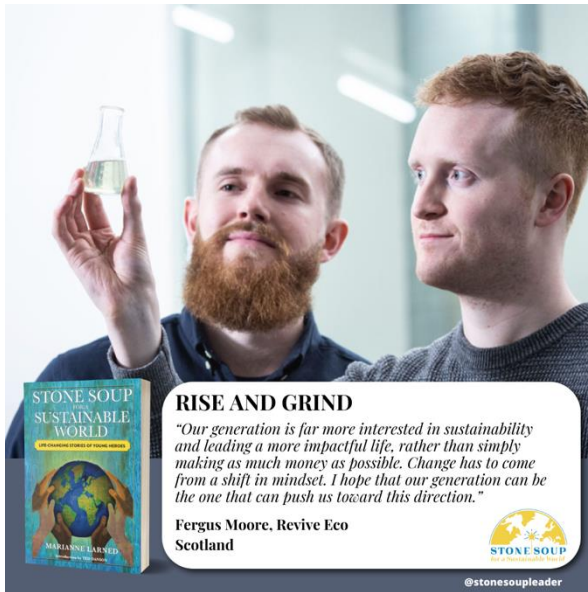 STONE SOUP
FOR A
SUSTAINABLE
WORLD
LIFE-CHANGING STORIES OF YOUNG HEROES
MARIANNE LARNED
RISE AND GRIND
“Our generation is far more interested in sustainability
and leading a more impactful life, rather than simply
making as much money as possible. Change has to come
from a shift in mindset. I hope that our generation can be
the one that can push us toward this direction.”
Fergus Moore, Revive Eco
Scotland
STONE SOUP
for a Sustainable World
@stonesoupleader